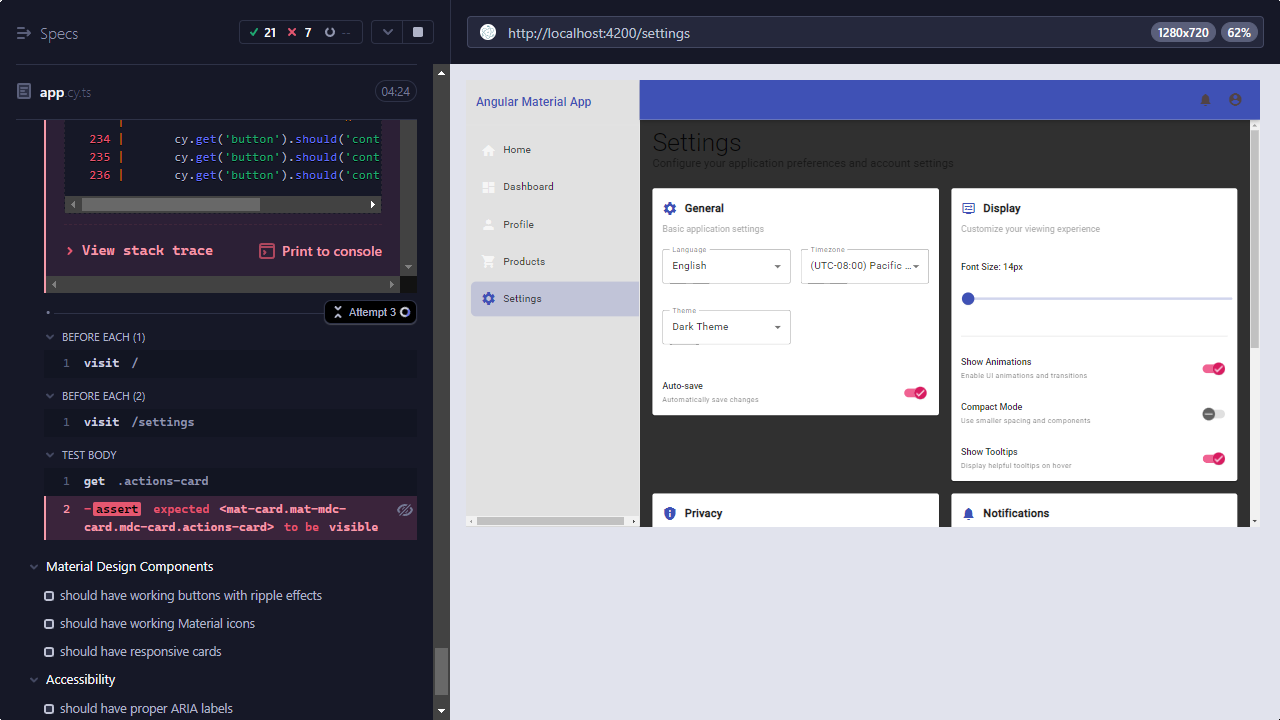 Specs
21 7 --
http://localhost:4200/settings
1280x720 62%
app.cy.ts
04:24
234 | cy.get('button').should('cont
235 | cy.get('button').should('cont
236 | cy.get('button').should('cont
View stack trace
Print to console
Attempt 3
BEFORE EACH (1)
1 visit /
BEFORE EACH (2)
1 visit /settings
TEST BODY
1 get .actions-card
2 -assert expected <mat-card.mat-mdc-
card.mdc-card.actions-card> to be visible
Material Design Components
should have working buttons with ripple effects
should have working Material icons
should have responsive cards
Accessibility
should have proper ARIA labels
Angular Material App
Home
Dashboard
Profile
Products
Settings
Settings
Configure your application preferences and account settings
General
Basic application settings
Language
English
Timezone
(UTC-08:00) Pacific ...
Theme
Dark Theme
Auto-save
Automatically save changes
Display
Customize your viewing experience
Font Size: 14px
Show Animations
Enable UI animations and transitions
Compact Mode
Use smaller spacing and components
Show Tooltips
Display helpful tooltips on hover
Privacy
Notifications